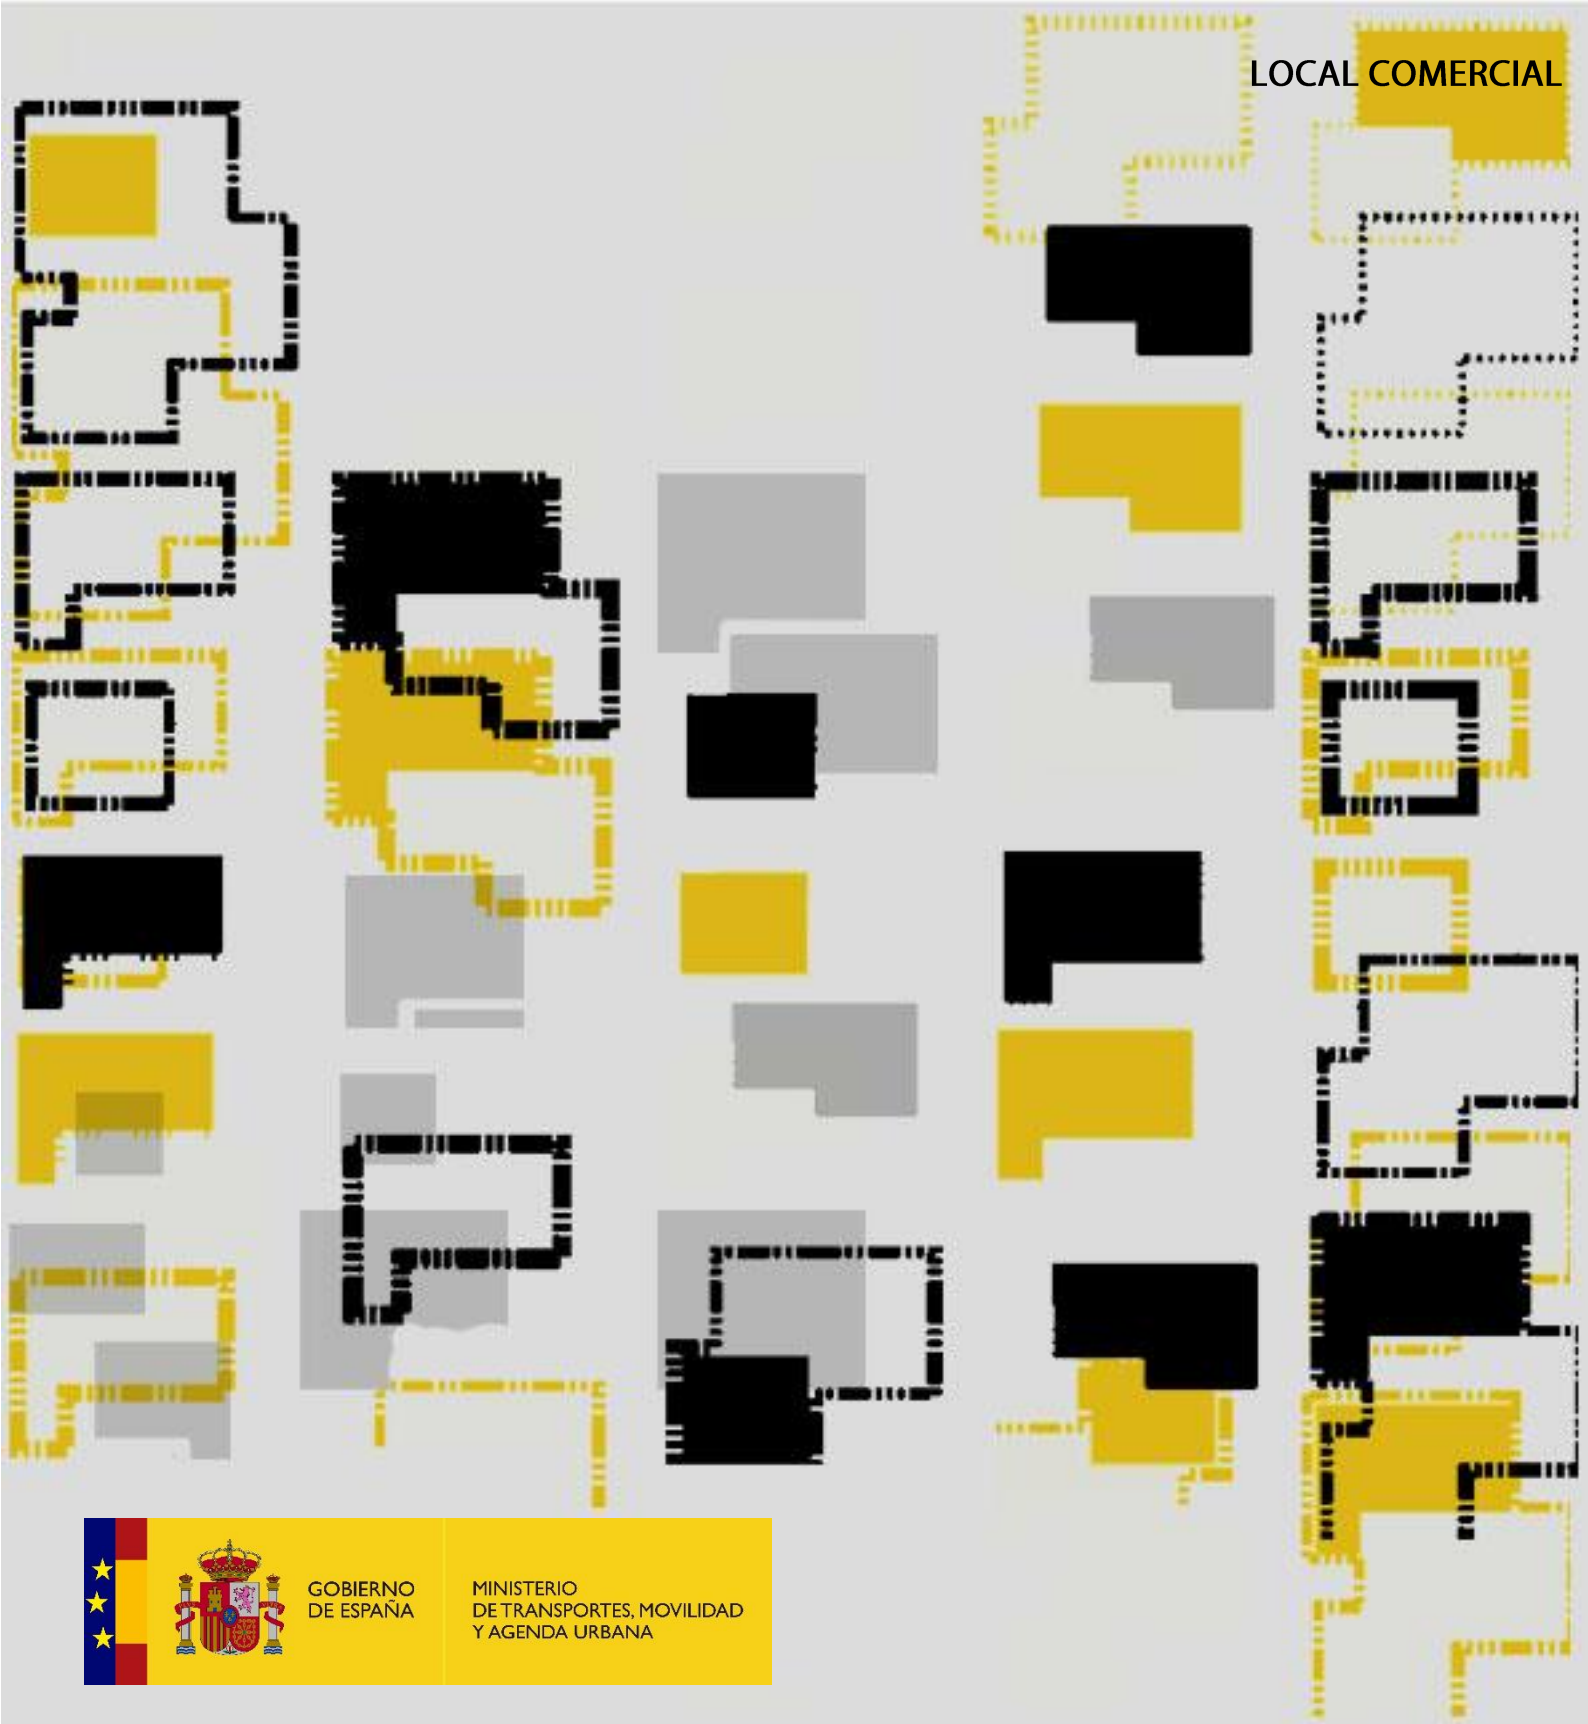 LOCAL COMERCIAL
GOBIERNO
DE ESPAÑA
MINISTERIO
DE TRANSPORTES, MOVILIDAD
Y AGENDA URBANA